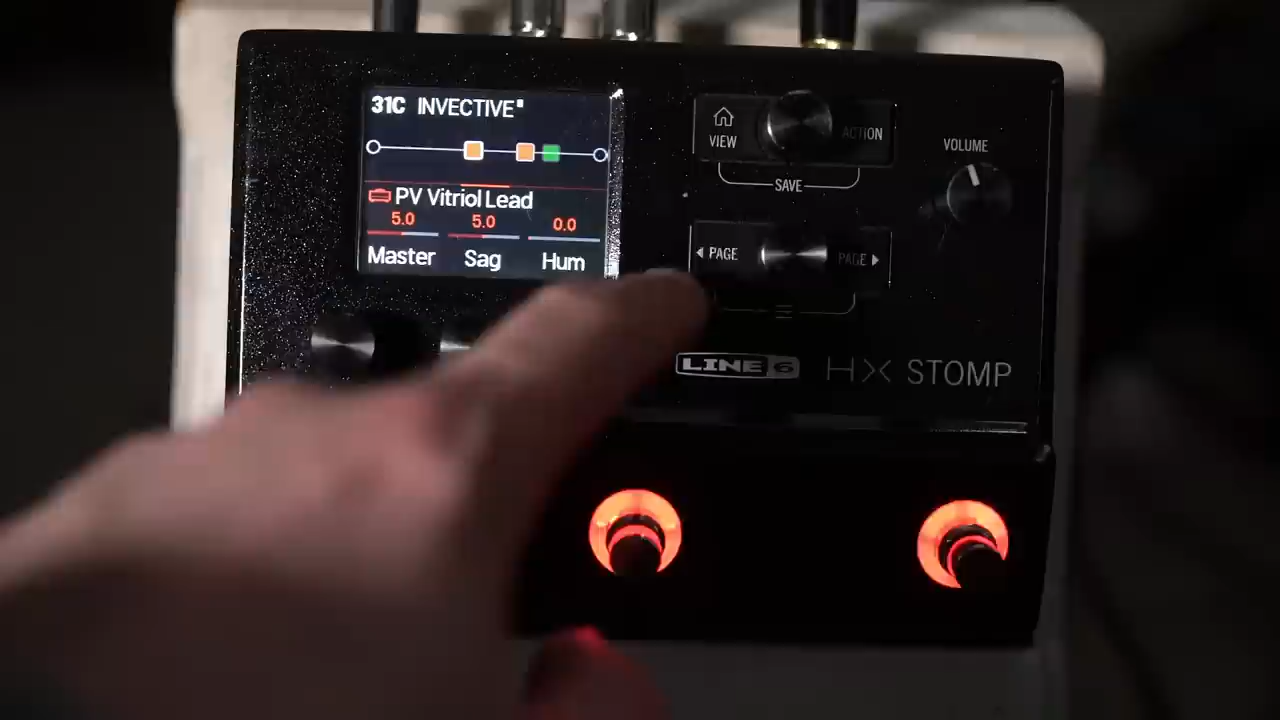 31C INVECTIVE
PV Vitriol Lead
5.0 5.0 0.0
Master Sag Hum
VIEW
ACTION
SAVE
VOLUME
PAGE
PAGE
LINE 6
HX STOMP